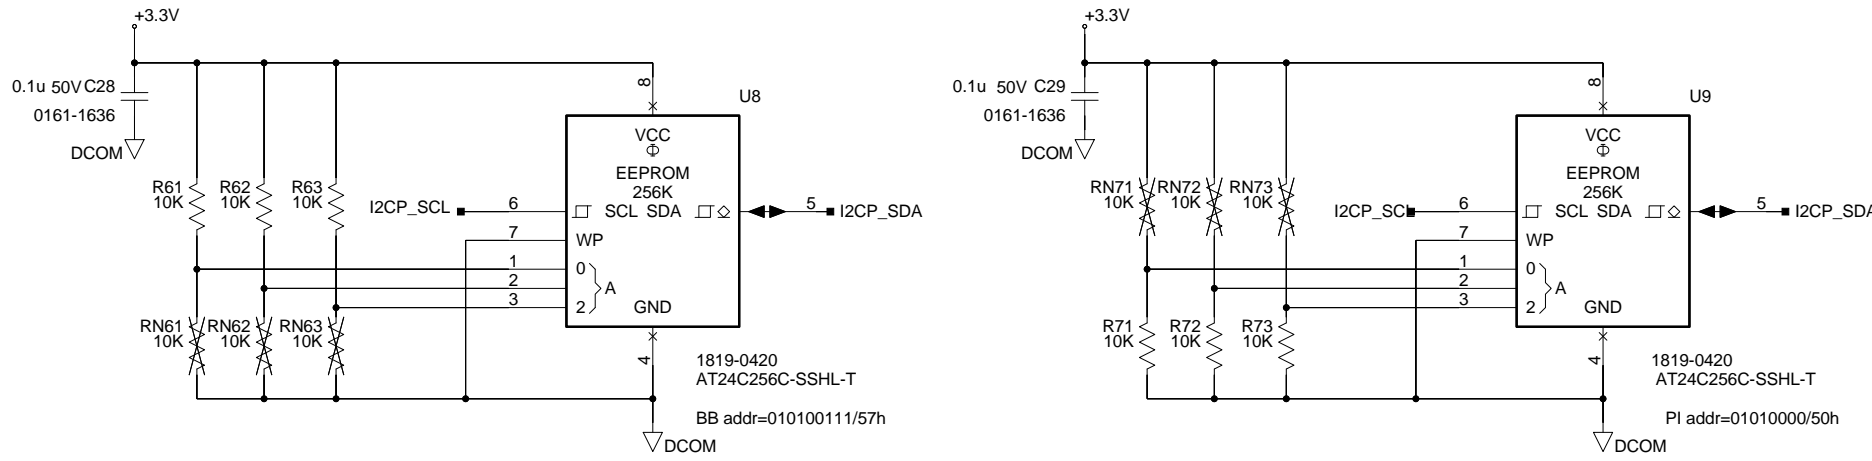 +3.3V
0.1u 50V C28
0161-1636
DCOM
8
U8
VCC
Φ
EEPROM
256K
R61
10K
R62
10K
R63
10K
I2CP_SCL
6
SCL SDA
5
I2CP_SDA
7
WP
1
0
2
A
3
2
GND
RN61
10K
RN62
10K
RN63
10K
4
1819-0420
AT24C256C-SSHL-T
BB addr=010100111/57h
DCOM
+3.3V
0.1u 50V C29
0161-1636
DCOM
8
U9
VCC
Φ
EEPROM
256K
RN71
10K
RN72
10K
RN73
10K
I2CP_SCL
6
SCL SDA
5
I2CP_SDA
7
WP
1
0
2
A
3
2
GND
R71
10K
R72
10K
R73
10K
4
1819-0420
AT24C256C-SSHL-T
PI addr=01010000/50h
DCOM